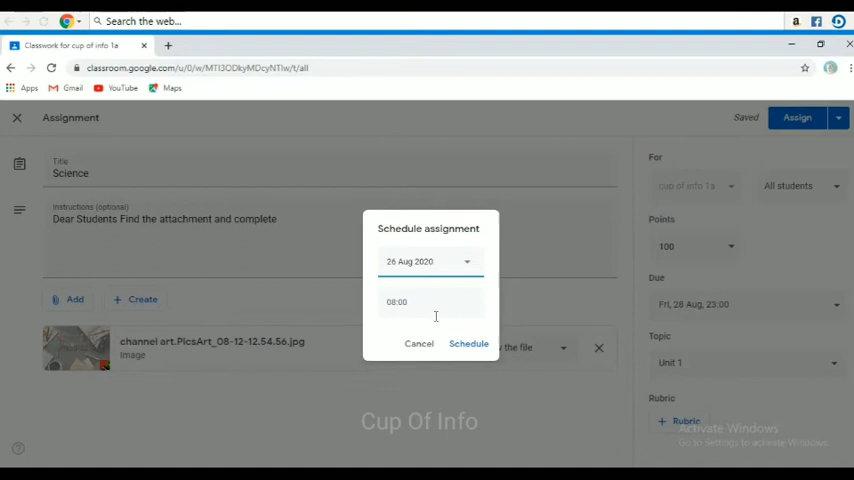 Search the web...
Classwork for cup of info 1a
classroom.google.com/u/0/w/MTI3ODkyMDcyNTlw/t/all
Apps Gmail YouTube Maps
Assignment
Saved
Assign
Title
Science
Instructions (optional)
Dear Students Find the attachment and complete
Add
Create
channel art.PicsArt_08-12-12.54.56.jpg
Image
the file
Schedule assignment
26 Aug 2020
08:00
Cancel
Schedule
For
cup of info 1a
All students
Points
100
Due
Fri, 28 Aug, 23:00
Topic
Unit 1
Rubric
+ Rubric
Activate Windows
Go to Settings to activate Windows.
Cup Of Info